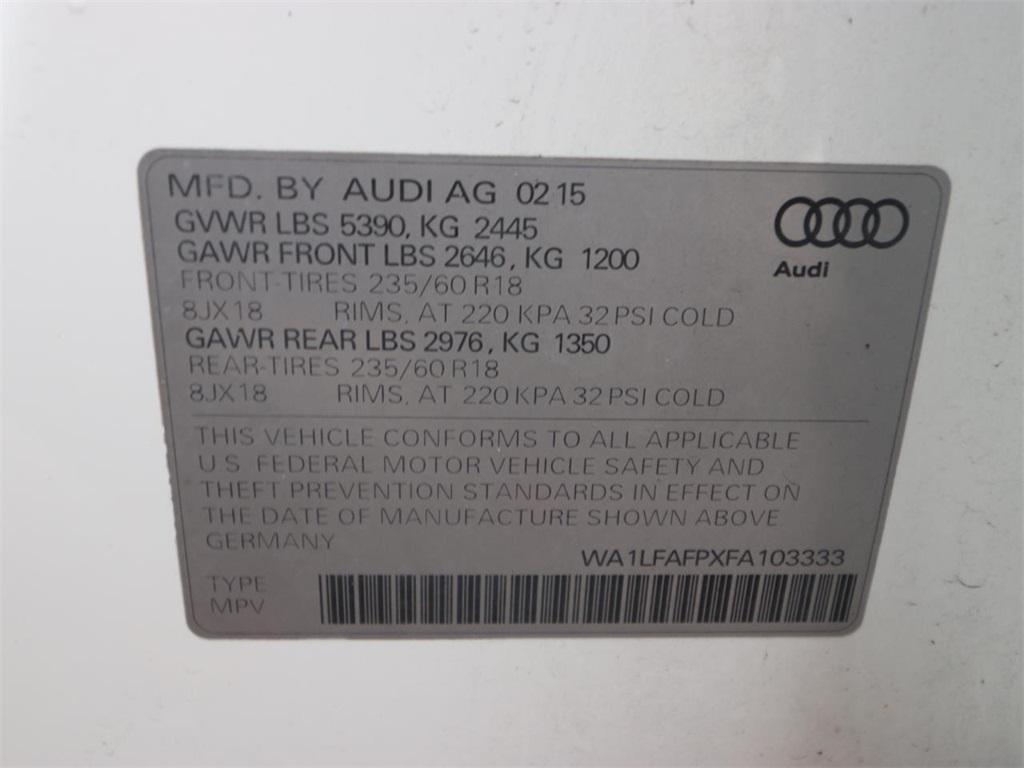 MFD. BY AUDI AG 02 15
GVWR LBS 5390, KG 2445
GAWR FRONT LBS 2646, KG 1200
FRONT-TIRES 235/60 R18
8JX18 RIMS, AT 220 KPA 32 PSI COLD
GAWR REAR LBS 2976, KG 1350
REAR-TIRES 235/60 R18
8JX18 RIMS, AT 220 KPA 32 PSI COLD
Audi
THIS VEHICLE CONFORMS TO ALL APPLICABLE
U.S. FEDERAL MOTOR VEHICLE SAFETY AND
THEFT PREVENTION STANDARDS IN EFFECT ON
THE DATE OF MANUFACTURE SHOWN ABOVE
GERMANY
WA1LFAFPXFA103333
TYPE
MPV